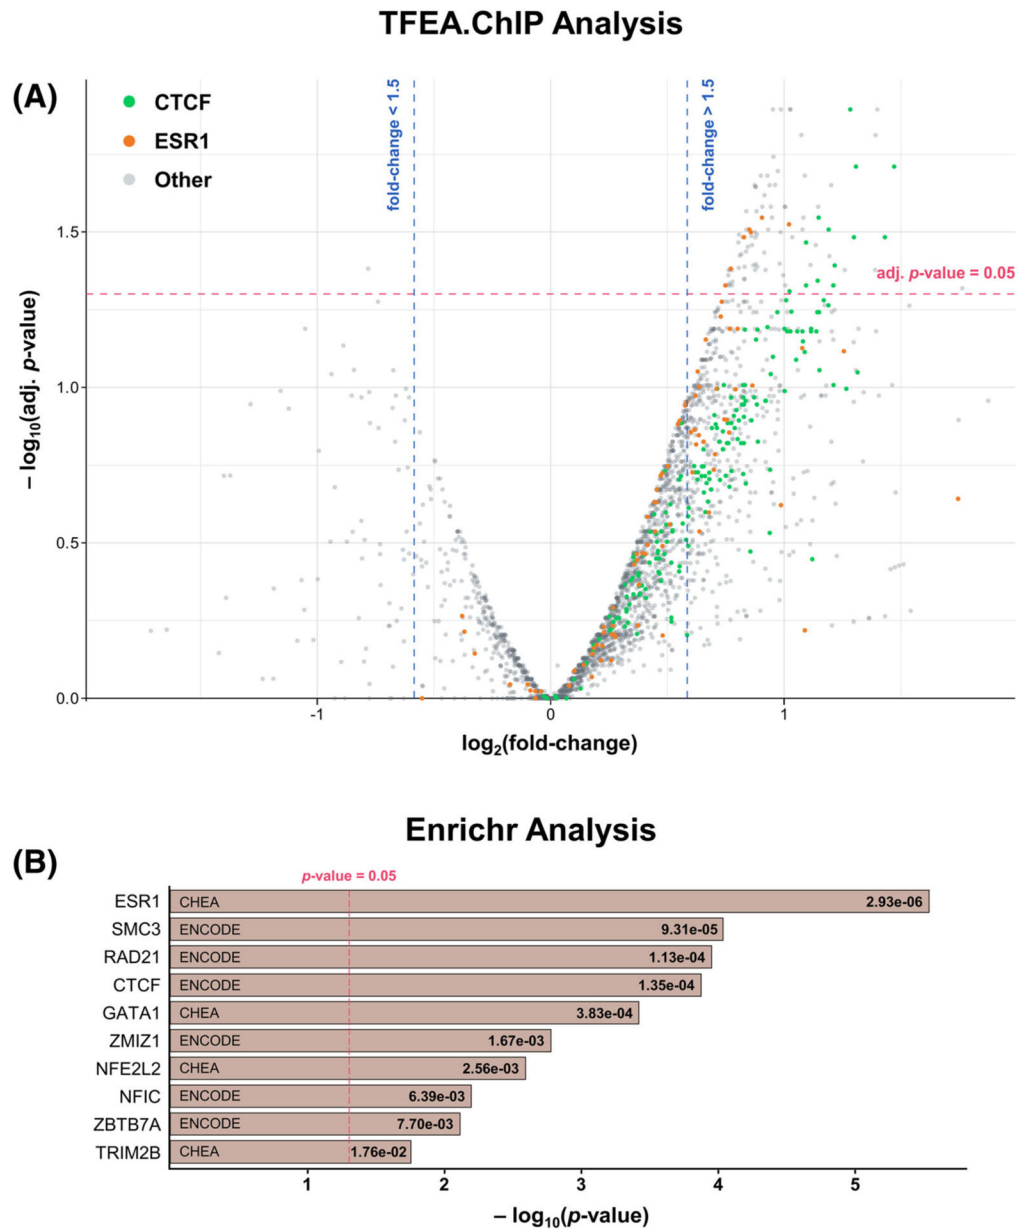 TFEA.ChIP Analysis
(A)
CTCF
ESR1
Other
fold-change < 1.5
fold-change > 1.5
adj. p-value = 0.05
1.5
1.0
0.5
0.0
– log10(adj. p-value)
-1
0
1
log2(fold-change)
Enrichr Analysis
(B)
p-value = 0.05
ESR1 CHEA 2.93e-06
SMC3 ENCODE 9.31e-05
RAD21 ENCODE 1.13e-04
CTCF ENCODE 1.35e-04
GATA1 CHEA 3.83e-04
ZMIZ1 ENCODE 1.67e-03
NFE2L2 CHEA 2.56e-03
NFIC ENCODE 6.39e-03
ZBTB7A ENCODE 7.70e-03
TRIM2B CHEA 1.76e-02
1 2 3 4 5
– log10(p-value)